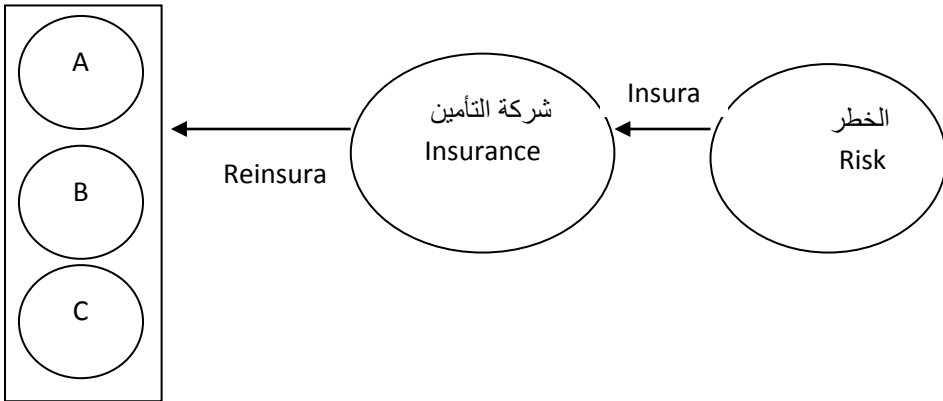 A
B
C
Reinsura
شركة التأمين
Insurance
Insura
الخطر
Risk